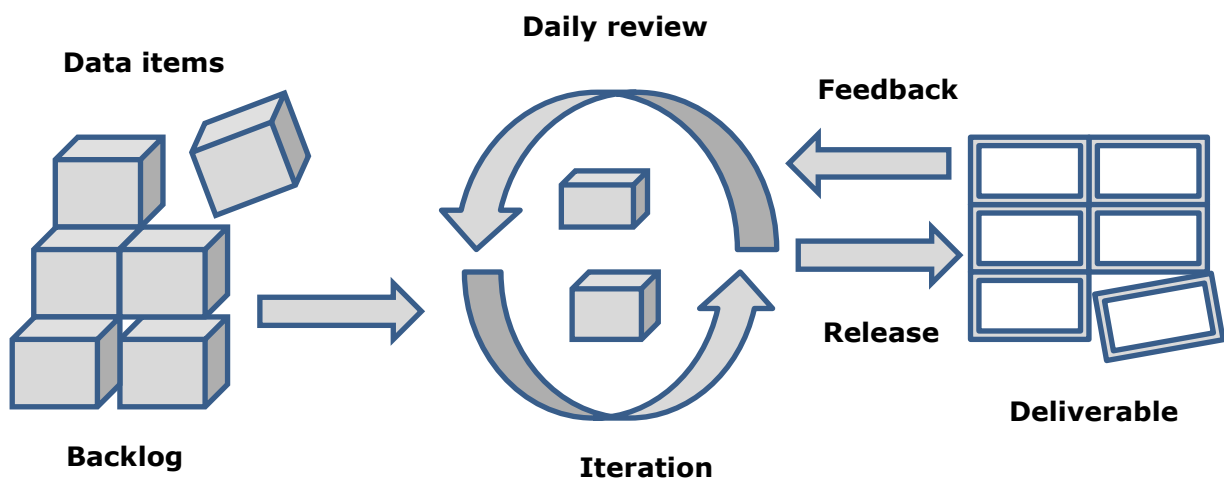 Daily review
Data items
Feedback
Release
Deliverable
Backlog
Iteration